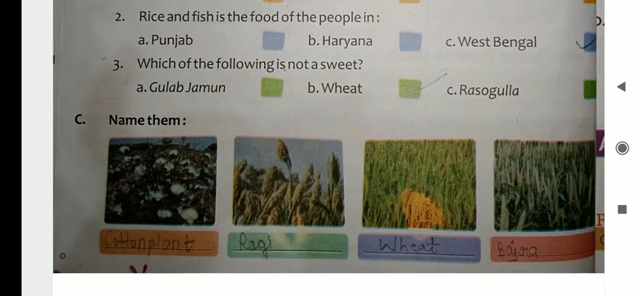 2. Rice and fish is the food of the people in :
a. Punjab b. Haryana c. West Bengal
3. Which of the following is not a sweet?
a. Gulab Jamun b. Wheat c. Rasogulla
C. Name them :
Cottonplant Ragi Wheat Bajra